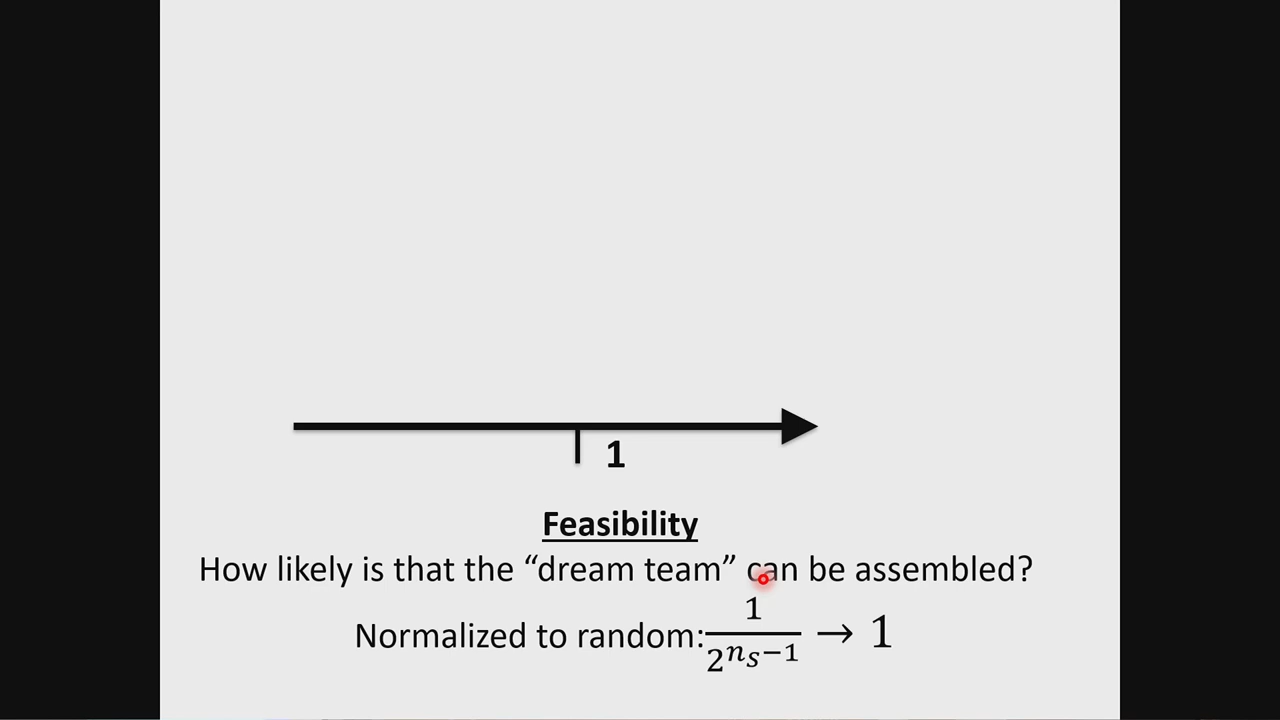 1
Feasibility
How likely is that the “dream team” can be assembled?
Normalized to random: \frac{1}{2^{n_S-1}} → 1